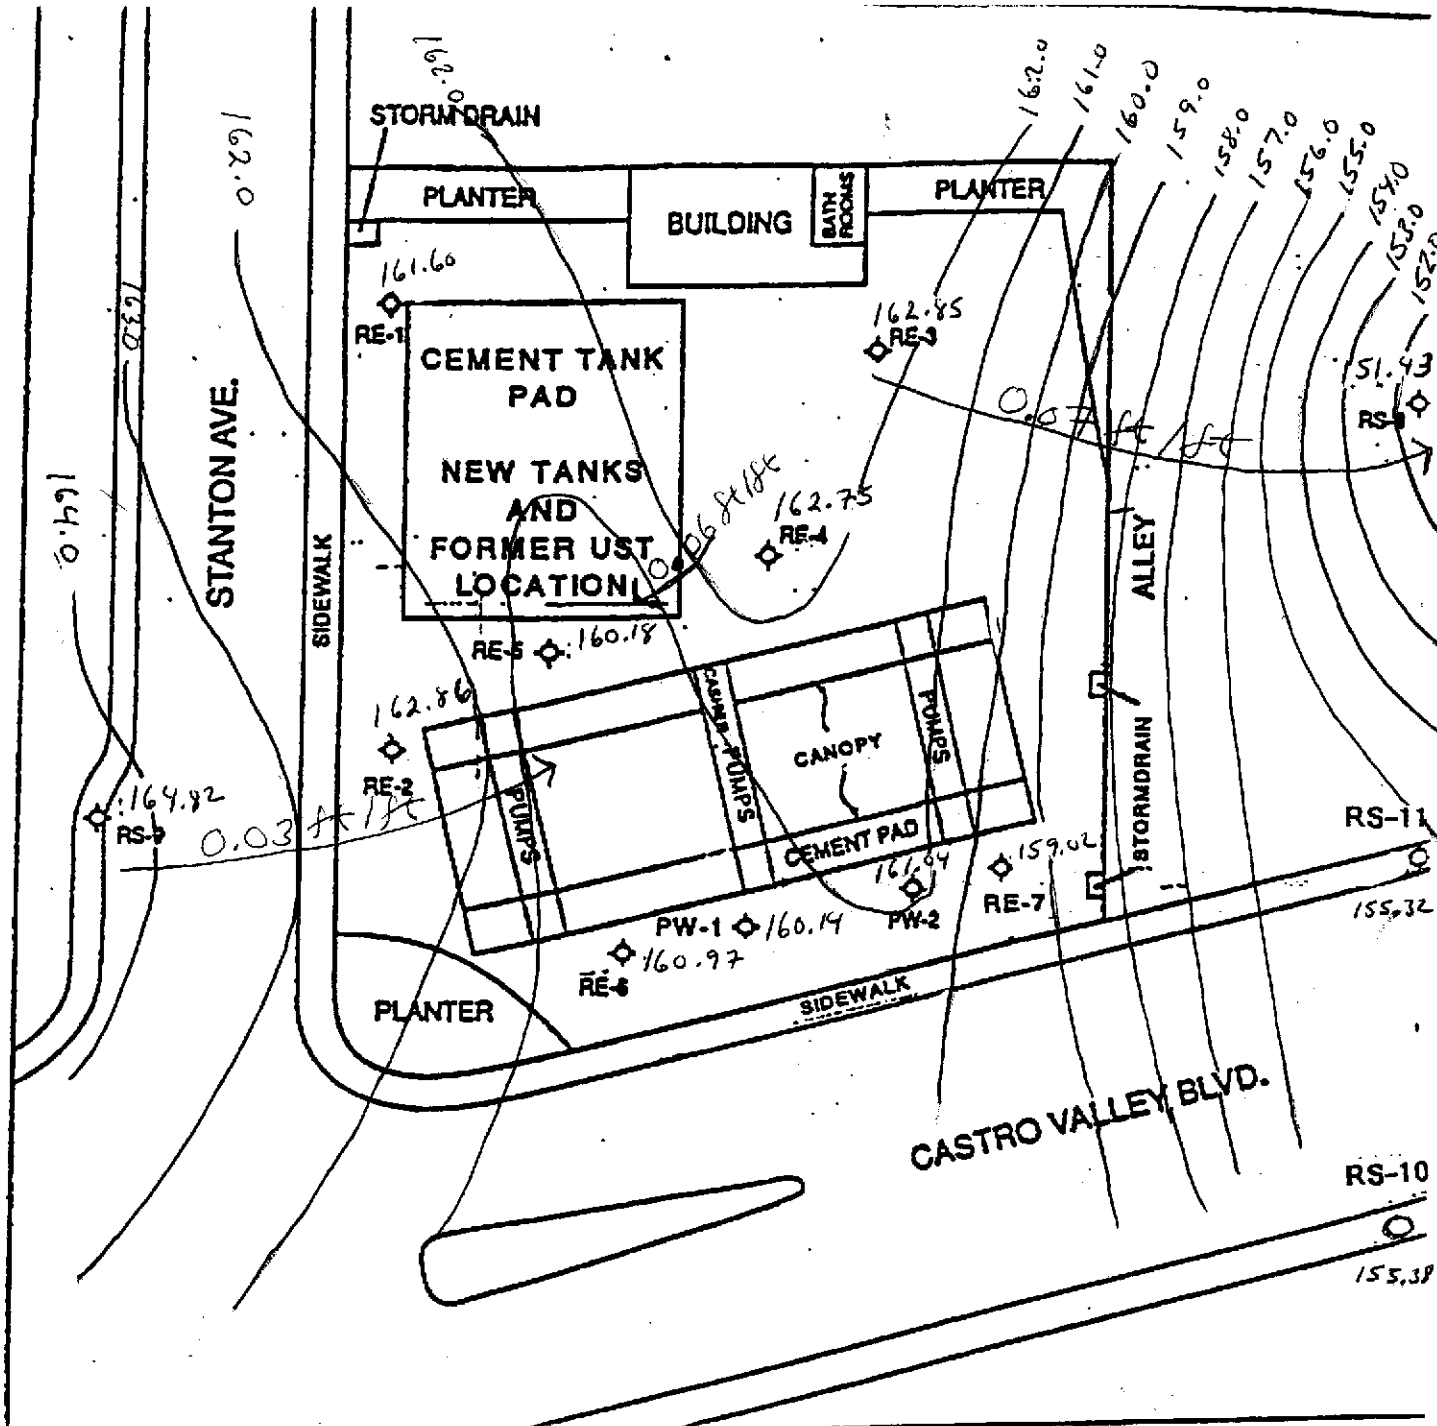 162.0
STORM DRAIN
162.0
162.0
161.0
160.0
159.0
158.0
157.0
156.0
155.0
154.0
153.0
152.0
PLANTER
BUILDING
BATH
ROOMS
PLANTER
163.0
161.60
RE-1
CEMENT TANK
PAD
162.85
RE-3
51.43
0.07 ft/ft
STANTON AVE.
164.0
NEW TANKS
AND
FORMER UST
LOCATION
0.06 ft/ft
162.75
RE-4
SIDEWALK
ALLEY
RE-5
160.18
162.86
RE-2
CASHIER
PUMPS
CANOPY
PUMPS
164.82
RS-9
0.03 ft/ft
PUMPS
CEMENT PAD
STORMDRAIN
RS-11
155.32
161.04
PW-2
159.02
RE-7
PW-1
160.14
RE-6
160.97
PLANTER
SIDEWALK
CASTRO VALLEY BLVD.
RS-10
155.38